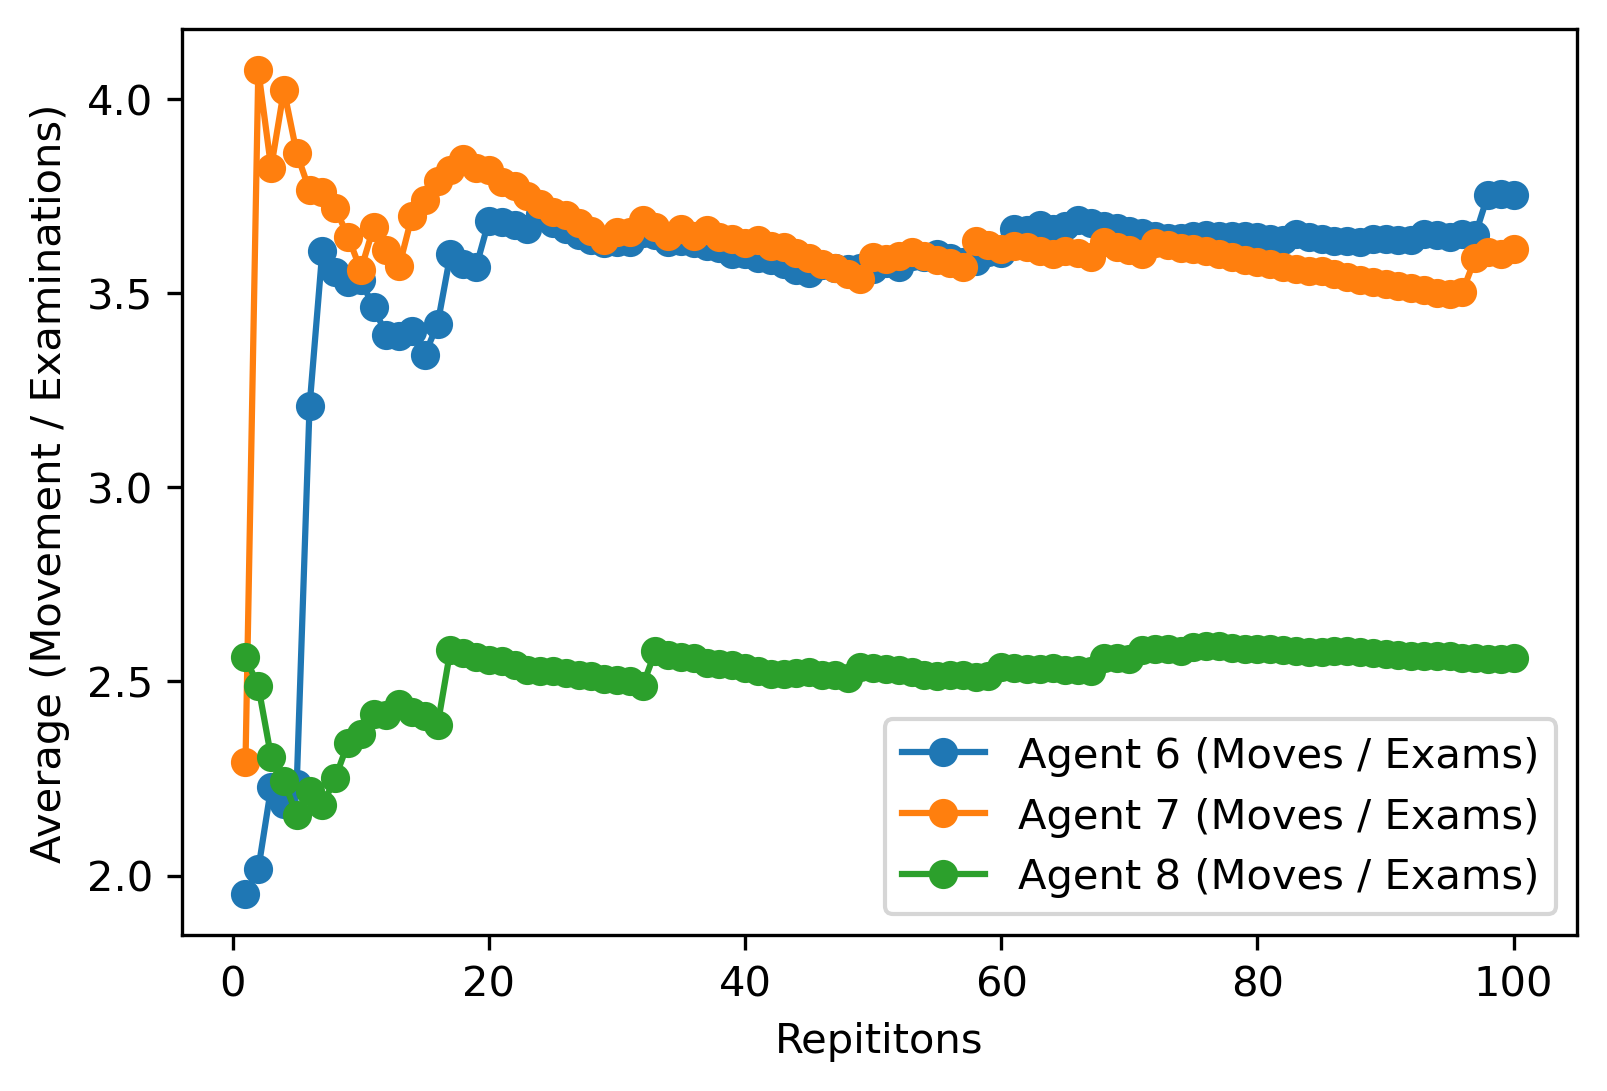 Average (Movement / Examinations)
4.0
3.5
3.0
2.5
2.0
Agent 6 (Moves / Exams)
Agent 7 (Moves / Exams)
Agent 8 (Moves / Exams)
0 20 40 60 80 100
Repititons